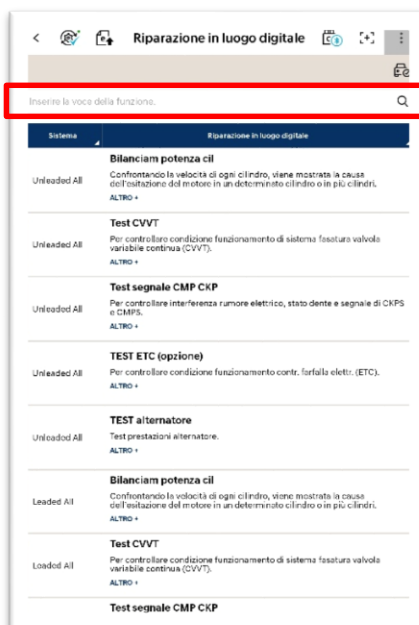 Riparazione in luogo digitale
Inserire la voce della funzione.
Sistema
Riparazione in luogo digitale
Bilanciam potenza cil
Unleaded All
Confrontando la velocità di ogni cilindro, viene mostrata la causa
dell'esitazione del motore in un determinato cilindro o in più cilindri.
ALTRO +
Test CVVT
Unleaded All
Per controllare condizione funzionamento di sistema fasatura valvola
variabile continua (CVVT).
ALTRO +
Test segnale CMP CKP
Unleaded All
Per controllare interferenza rumore elettrico, stato dente e segnale di CKPS
e CMPS.
ALTRO +
TEST ETC (opzione)
Unleaded All
Per controllare condizione funzionamento contr. farfalla elettr. (ETC).
ALTRO +
TEST alternatore
Unleaded All
Test prestazioni alternatore.
ALTRO +
Bilanciam potenza cil
Leaded All
Confrontando la velocità di ogni cilindro, viene mostrata la causa
dell'esitazione del motore in un determinato cilindro o in più cilindri.
ALTRO +
Test CVVT
Leaded All
Per controllare condizione funzionamento di sistema fasatura valvola
variabile continua (CVVT).
ALTRO +
Test segnale CMP CKP